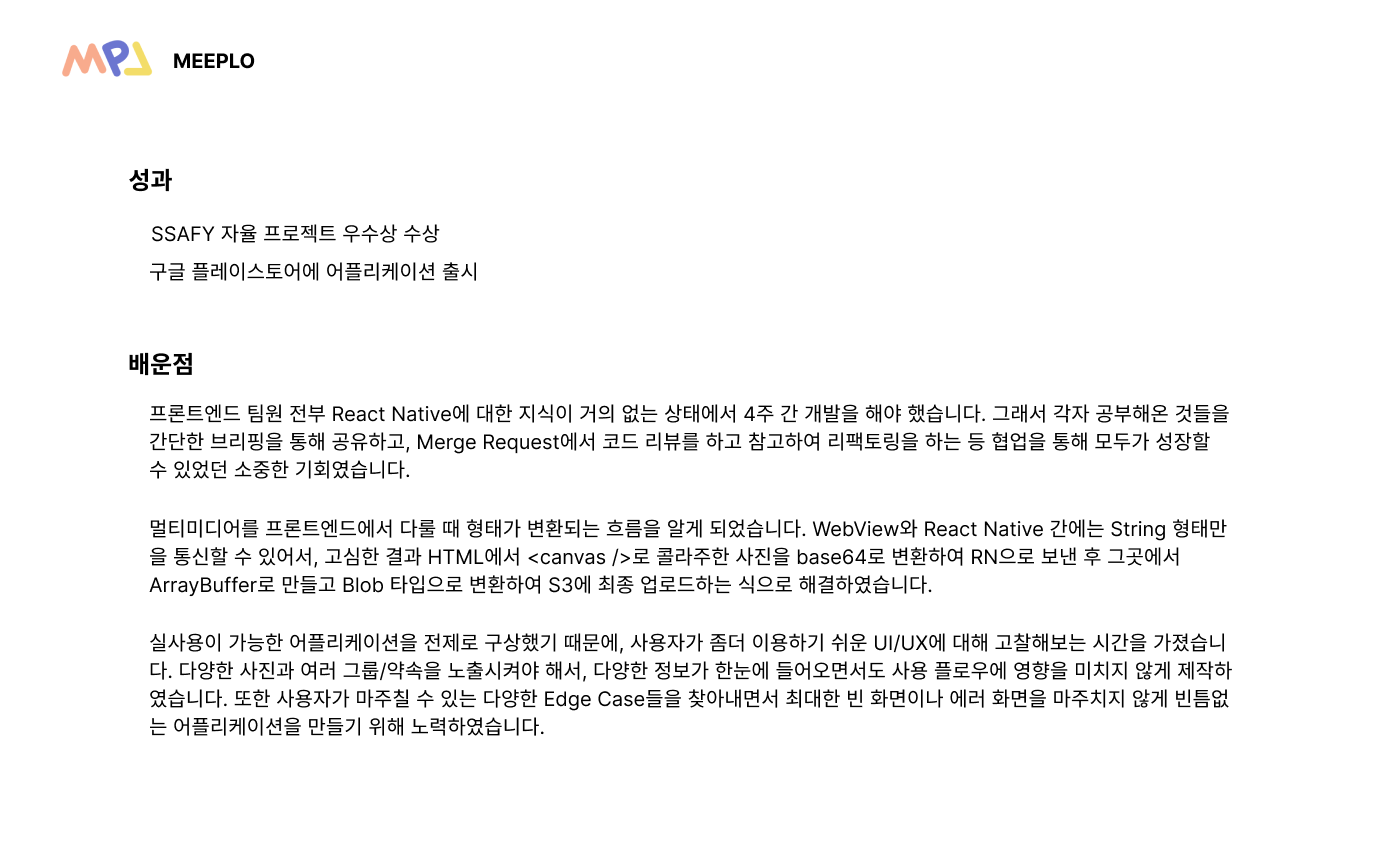 MPJ MEEPLO
성과
SSAFY 자율 프로젝트 우수상 수상
구글 플레이스토어에 어플리케이션 출시
배운점
프론트엔드 팀원 전부 React Native에 대한 지식이 거의 없는 상태에서 4주 간 개발을 해야 했습니다. 그래서 각자 공부해온 것들을
간단한 브리핑을 통해 공유하고, Merge Request에서 코드 리뷰를 하고 참고하여 리팩토링을 하는 등 협업을 통해 모두가 성장할
수 있었던 소중한 기회였습니다.
멀티미디어를 프론트엔드에서 다룰 때 형태가 변환되는 흐름을 알게 되었습니다. WebView와 React Native 간에는 String 형태만
을 통신할 수 있어서, 고심한 결과 HTML에서 <canvas />로 콜라주한 사진을 base64로 변환하여 RN으로 보낸 후 그곳에서
ArrayBuffer로 만들고 Blob 타입으로 변환하여 S3에 최종 업로드하는 식으로 해결하였습니다.
실사용이 가능한 어플리케이션을 전제로 구상했기 때문에, 사용자가 좀더 이용하기 쉬운 UI/UX에 대해 고찰해보는 시간을 가졌습니
다. 다양한 사진과 여러 그룹/약속을 노출시켜야 해서, 다양한 정보가 한눈에 들어오면서도 사용 플로우에 영향을 미치지 않게 제작하
였습니다. 또한 사용자가 마주칠 수 있는 다양한 Edge Case들을 찾아내면서 최대한 빈 화면이나 에러 화면을 마주치지 않게 빈틈없
는 어플리케이션을 만들기 위해 노력하였습니다.